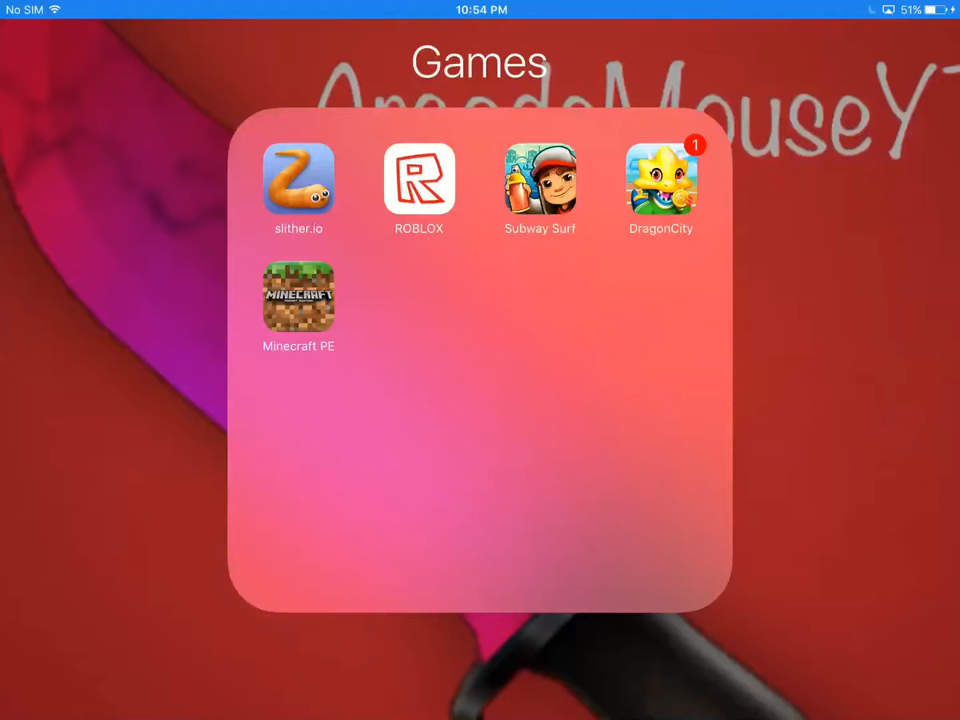 No SIM 10:54 PM 51%
Games
1
slither.io ROBLOX Subway Surf DragonCity
MINECRAFT
Minecraft PE